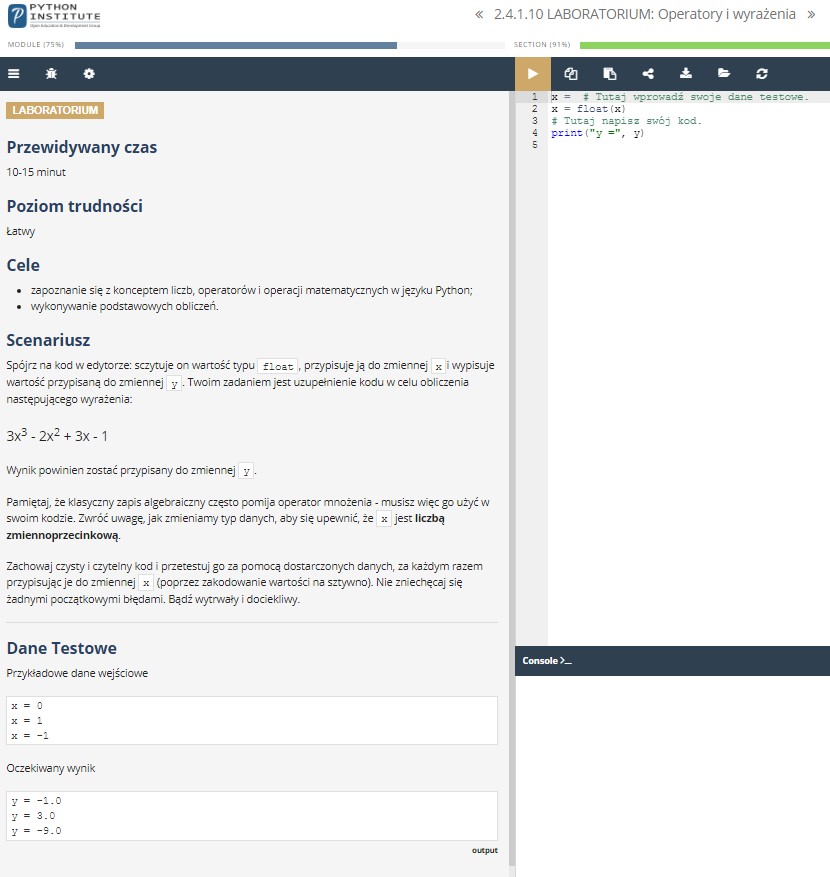 PYTHON
INSTITUTE
Open Education & Development Group
« 2.4.1.10 LABORATORIUM: Operatory i wyrażenia »
MODULE (75%)
SECTION (91%)
LABORATORIUM
Przewidywany czas
10-15 minut
Poziom trudności
Łatwy
Cele
• zapoznanie się z konceptem liczb, operatorów i operacji matematycznych w języku Python;
• wykonywanie podstawowych obliczeń.
Scenariusz
Spójrz na kod w edytorze: sczytuje on wartość typu float, przypisuje ją do zmiennej x i wypisuje
wartość przypisaną do zmiennej y. Twoim zadaniem jest uzupełnienie kodu w celu obliczenia
następującego wyrażenia:
3x³ - 2x² + 3x - 1
Wynik powinien zostać przypisany do zmiennej y.
Pamiętaj, że klasyczny zapis algebraiczny często pomija operator mnożenia - musisz więc go użyć w
swoim kodzie. Zwróć uwagę, jak zmieniamy typ danych, aby się upewnić, że x jest liczbą
zmiennoprzecinkową.
Zachowaj czysty i czytelny kod i przetestuj go za pomocą dostarczonych danych, za każdym razem
przypisując je do zmiennej x (poprzez zakodowanie wartości na sztywno). Nie zniechęcaj się
żadnymi początkowymi błędami. Bądź wytrwały i dociekliwy.
Dane Testowe
Przykładowe dane wejściowe
x = 0
x = 1
x = -1
Oczekiwany wynik
y = -1.0
y = 3.0
y = -9.0
output
1 x =  # Tutaj wprowadź swoje dane testowe.
2 x = float(x)
3 # Tutaj napisz swój kod.
4 print("y =", y)
5
Console >_